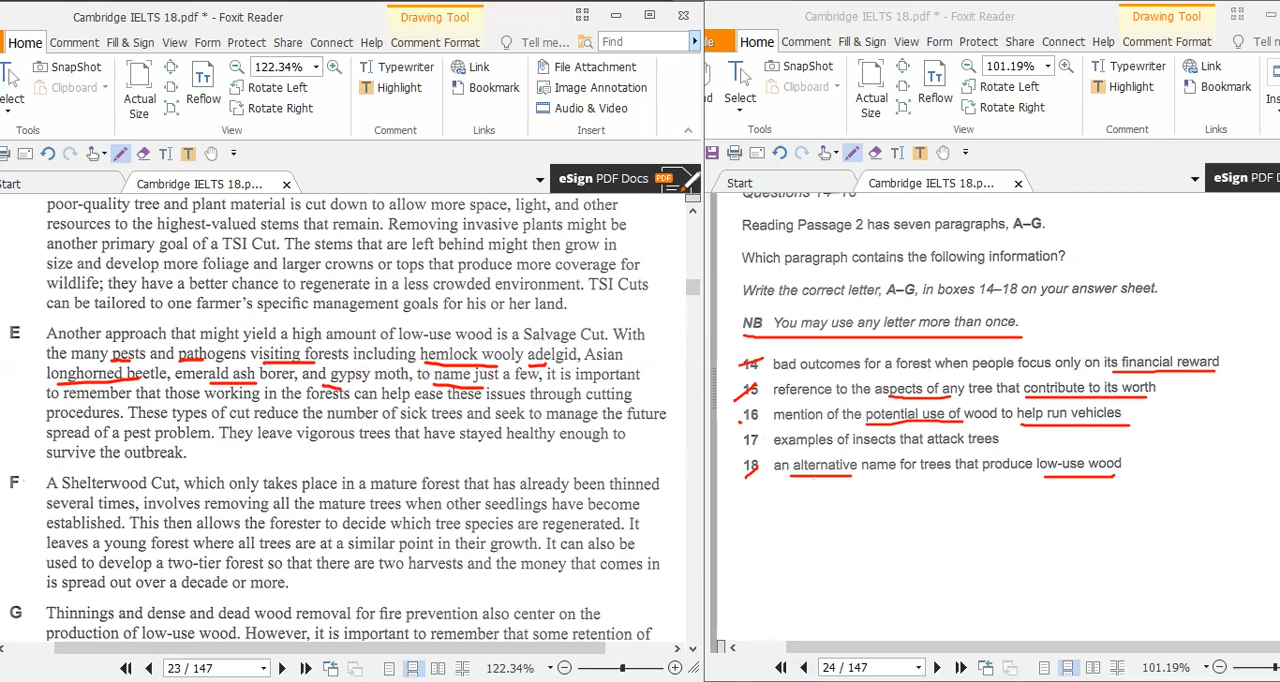 Cambridge IELTS 18.pdf * - Foxit Reader
Drawing Tool
Home Comment Fill & Sign View Form Protect Share Connect Help Comment Format Tell me... Find
elect
SnapShot
Clipboard
Tools
Actual Size
Reflow
122.34%
Rotate Left
Rotate Right
View
Typewriter
Highlight
Comment
Link
Bookmark
Links
File Attachment
Image Annotation
Audio & Video
Insert
Start
Cambridge IELTS 18.p...
eSign PDF Docs
PDF
poor-quality tree and plant material is cut down to allow more space, light, and other
resources to the highest-valued stems that remain. Removing invasive plants might be
another primary goal of a TSI Cut. The stems that are left behind might then grow in
size and develop more foliage and larger crowns or tops that produce more coverage for
wildlife; they have a better chance to regenerate in a less crowded environment. TSI Cuts
can be tailored to one farmer's specific management goals for his or her land.
E Another approach that might yield a high amount of low-use wood is a Salvage Cut. With
the many pests and pathogens visiting forests including hemlock wooly adelgid, Asian
longhorned beetle, emerald ash borer, and gypsy moth, to name just a few, it is important
to remember that those working in the forests can help ease these issues through cutting
procedures. These types of cut reduce the number of sick trees and seek to manage the future
spread of a pest problem. They leave vigorous trees that have stayed healthy enough to
survive the outbreak.
F A Shelterwood Cut, which only takes place in a mature forest that has already been thinned
several times, involves removing all the mature trees when other seedlings have become
established. This then allows the forester to decide which tree species are regenerated. It
leaves a young forest where all trees are at a similar point in their growth. It can also be
used to develop a two-tier forest so that there are two harvests and the money that comes in
is spread out over a decade or more.
G Thinnings and dense and dead wood removal for fire prevention also center on the
production of low-use wood. However, it is important to remember that some retention of
23 / 147
122.34%
Cambridge IELTS 18.pdf * - Foxit Reader
Drawing Tool
le Home Comment Fill & Sign View Form Protect Share Connect Help Comment Format Tell
nd
Select
SnapShot
Clipboard
Tools
Actual Size
Reflow
101.19%
Rotate Left
Rotate Right
View
Typewriter
Highlight
Comment
Link
Bookmark
Links
Ins
Start
Cambridge IELTS 18.p...
eSign PDF D
Questions 14–18
Reading Passage 2 has seven paragraphs, A–G.
Which paragraph contains the following information?
Write the correct letter, A–G, in boxes 14–18 on your answer sheet.
NB You may use any letter more than once.
14 bad outcomes for a forest when people focus only on its financial reward
15 reference to the aspects of any tree that contribute to its worth
16 mention of the potential use of wood to help run vehicles
17 examples of insects that attack trees
18 an alternative name for trees that produce low-use wood
24 / 147
101.19%